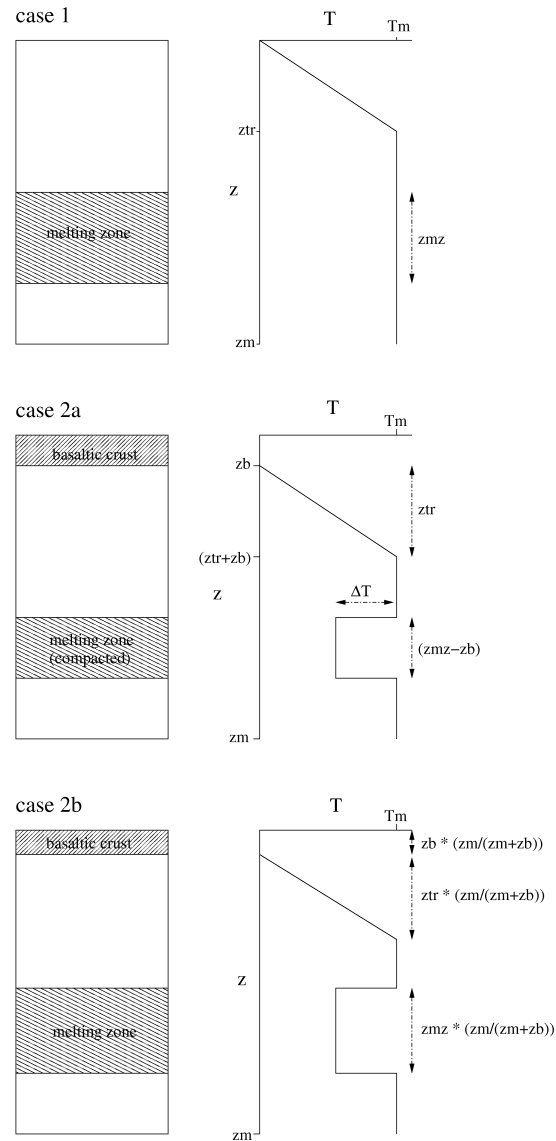 case 1
T
Tm
ztr
z
melting zone
zmz
zm
case 2a
T
Tm
basaltic crust
zb
ztr
(ztr+zb)
z
ΔT
melting zone
(compacted)
(zmz−zb)
zm
case 2b
T
Tm
basaltic crust
zb * (zm/(zm+zb))
ztr * (zm/(zm+zb))
z
melting zone
zmz * (zm/(zm+zb))
zm